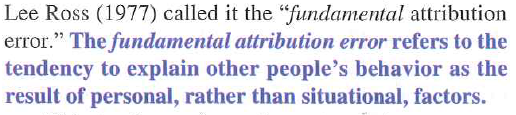 Lee Ross (1977) called it the “fundamental attribution
error.” The fundamental attribution error refers to the
tendency to explain other people’s behavior as the
result of personal, rather than situational, factors.